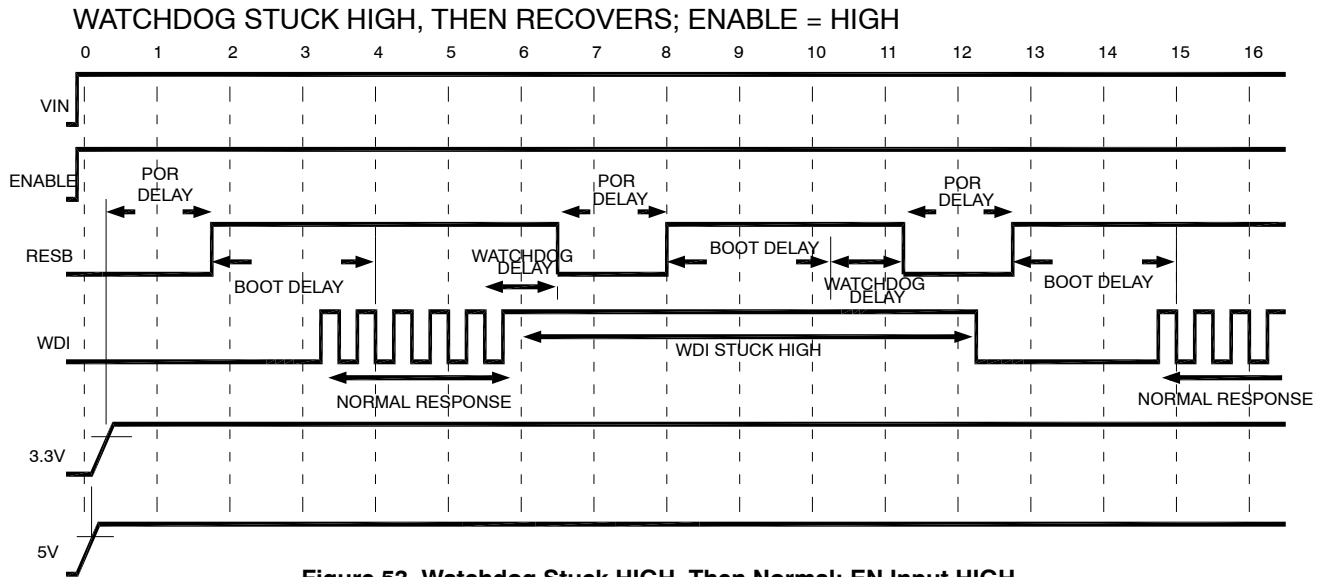 WATCHDOG STUCK HIGH, THEN RECOVERS; ENABLE = HIGH
0 1 2 3 4 5 6 7 8 9 10 11 12 13 14 15 16
VIN
ENABLE
POR
DELAY
POR
DELAY
POR
DELAY
RESB
BOOT DELAY
WATCHDOG
DELAY
BOOT DELAY
WATCHDOG
DELAY
BOOT DELAY
WDI
WDI STUCK HIGH
NORMAL RESPONSE
NORMAL RESPONSE
3.3V
5V
Figure 53. Watchdog Stuck HIGH, Then Normal; EN Input HIGH